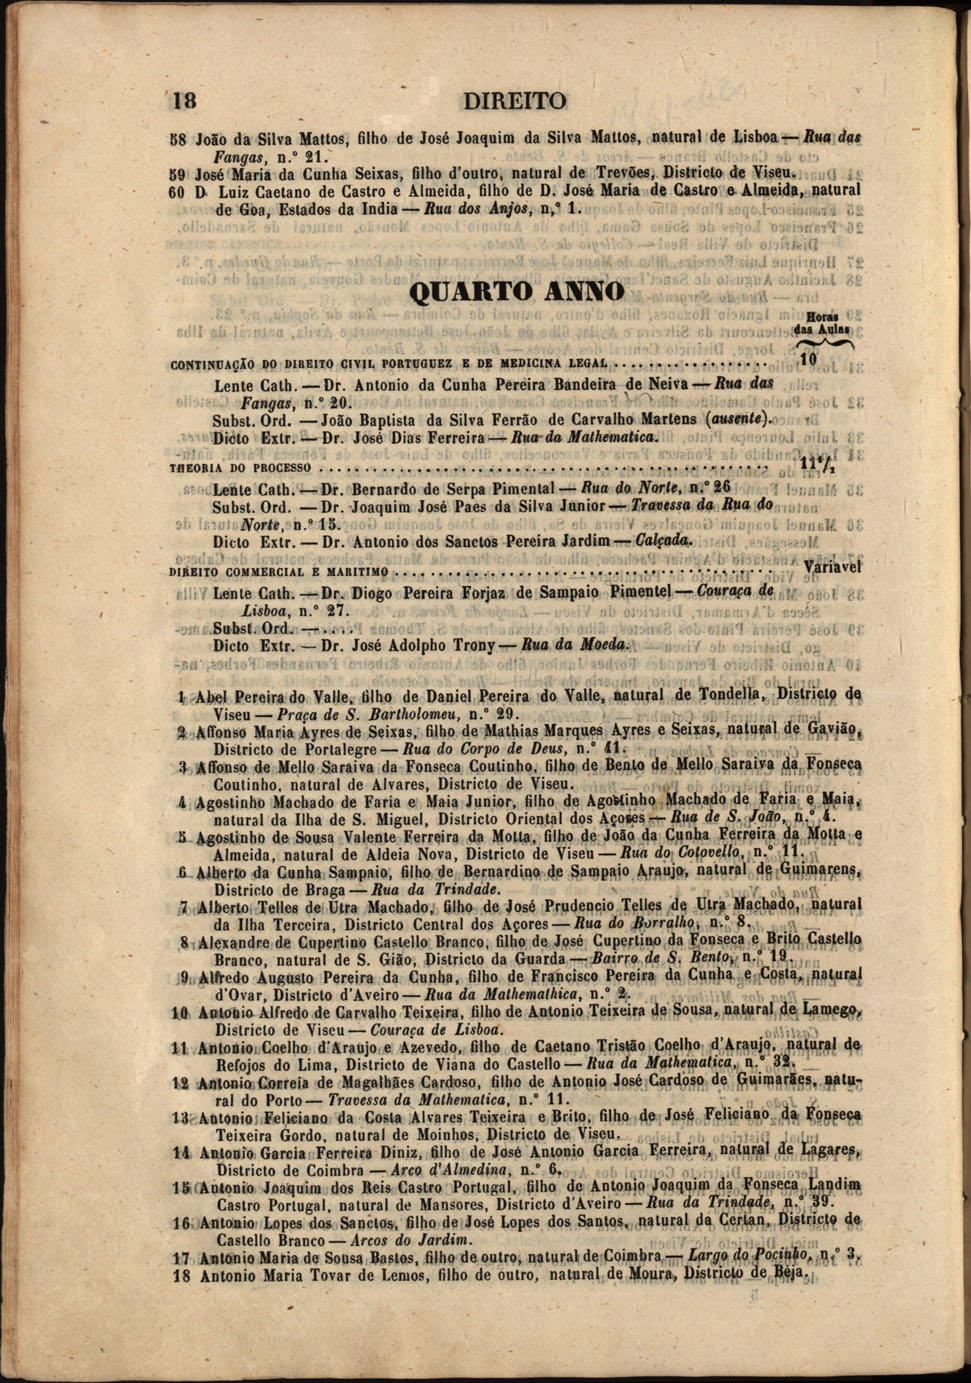 18 DIREITO
58 João da Silva Mattos, filho de José Joaquim da Silva Mattos, natural de Lisboa — Rua das
Fangas, n.º 21.
59 José Maria da Cunha Seixas, filho d'outro, natural de Trevões, Districto de Viseu.
60 D. Luiz Caetano de Castro e Almeida, filho de D. José Maria de Castro e Almeida, natural
de Goa, Estados da India — Rua dos Anjos, n,º 1.
QUARTO ANNO
Horas
das Aulas
CONTINUAÇÃO DO DIREITO CIVIL PORTUGUEZ E DE MEDICINA LEGAL .................. 10
Lente Cath. — Dr. Antonio da Cunha Pereira Bandeira de Neiva — Rua das
Fangas, n.º 20.
Subst. Ord. — João Baptista da Silva Ferrão de Carvalho Martens (ausente).
Dicto Extr. — Dr. José Dias Ferreira — Rua da Mathematica.
THEORIA DO PROCESSO .................. 11 1/2
Lente Cath. — Dr. Bernardo de Serpa Pimental — Rua do Norte, n.º 26
Subst. Ord. — Dr. Joaquim José Paes da Silva Junior — Travessa da Rua do
Norte, n.º 15.
Dicto Extr. — Dr. Antonio dos Sanctos Pereira Jardim — Calçada.
DIREITO COMMERCIAL E MARITIMO .................. Variavel
Lente Cath. — Dr. Diogo Pereira Forjaz de Sampaio Pimentel — Couraça de
Lisboa, n.º 27.
Subst. Ord. — .....
Dicto Extr. — Dr. José Adolpho Trony — Rua da Moeda.
1 Abel Pereira do Valle, filho de Daniel Pereira do Valle, natural de Tondella, Districto de
Viseu — Praça de S. Bartholomeu, n.º 29.
2 Affonso Maria Ayres de Seixas, filho de Mathias Marques Ayres e Seixas, natural de Gavião,
Districto de Portalegre — Rua do Corpo de Deus, n.º 41.
3 Affonso de Mello Saraiva da Fonseca Coutinho, filho de Bento de Mello Saraiva da Fonseca
Coutinho, natural de Alvares, Districto de Viseu.
4 Agostinho Machado de Faria e Maia Junior, filho de Agostinho Machado de Faria e Maia,
natural da Ilha de S. Miguel, Districto Oriental dos Açores — Rua de S. João, n.º 4.
5 Agostinho de Sousa Valente Ferreira da Motta, filho de João da Cunha Ferreira da Motta e
Almeida, natural de Aldeia Nova, Districto de Viseu — Rua do Cotovello, n.º 11.
6 Alberto da Cunha Sampaio, filho de Bernardino de Sampaio Araujo, natural de Guimarens,
Districto de Braga — Rua da Trindade.
7 Alberto Telles de Utra Machado, filho de José Prudencio Telles de Utra Machado, natural
da Ilha Terceira, Districto Central dos Açores — Rua do Borralho, n.º 8.
8 Alexandre de Cupertino Castello Branco, filho de José Cupertino da Fonseca e Brito Castello
Branco, natural de S. Gião, Districto da Guarda — Bairro de S. Bento, n.º 19.
9 Alfredo Augusto Pereira da Cunha, filho de Francisco Pereira da Cunha e Costa, natural
d'Ovar, Districto d'Aveiro — Rua da Mathemathica, n.º 2.
10 Antonio Alfredo de Carvalho Teixeira, filho de Antonio Teixeira de Sousa, natural de Lamego,
Districto de Viseu — Couraça de Lisboa.
11 Antonio Coelho d'Araujo e Azevedo, filho de Caetano Tristão Coelho d'Araujo, natural de
Refojos do Lima, Districto de Viana do Castello — Rua da Mathematica, n.º 32.
12 Antonio Correia de Magalhães Cardoso, filho de Antonio José Cardoso de Guimarães, natu-
ral do Porto — Travessa da Mathematica, n.º 11.
13 Antonio Feliciano da Costa Alvares Teixeira e Brito, filho de José Feliciano da Fonseca
Teixeira Gordo, natural de Moinhos, Districto de Viseu.
14 Antonio Garcia Ferreira Diniz, filho de José Antonio Garcia Ferreira, natural de Lagares,
Districto de Coimbra — Arco d'Almedina, n.º 6.
15 Antonio Joaquim dos Reis Castro Portugal, filho de Antonio Joaquim da Fonseca Landim
Castro Portugal, natural de Mansores, Districto d'Aveiro — Rua da Trindade, n.º 39.
16 Antonio Lopes dos Sanctos, filho de José Lopes dos Santos, natural da Certan, Districto de
Castello Branco — Arcos do Jardim.
17 Antonio Maria de Sousa Bastos, filho de outro, natural de Coimbra — Largo do Pocinho, n.º 3.
18 Antonio Maria Tovar de Lemos, filho de outro, natural de Moura, Districto de Béja.